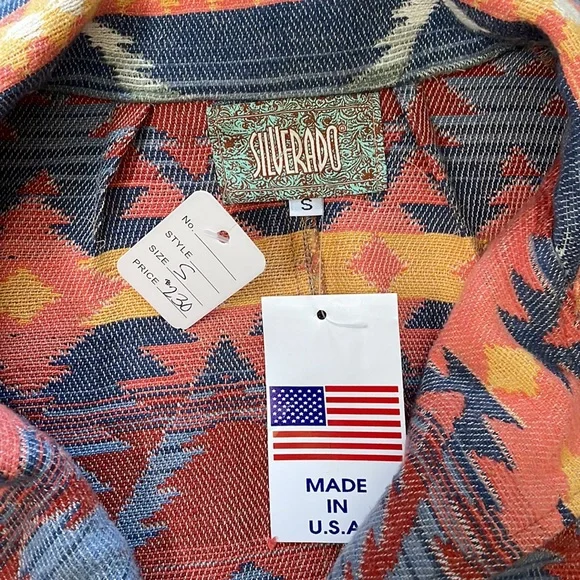 SILVERADO
S
No.
STYLE
SIZE S
PRICE $230
MADE
IN
U.S.A